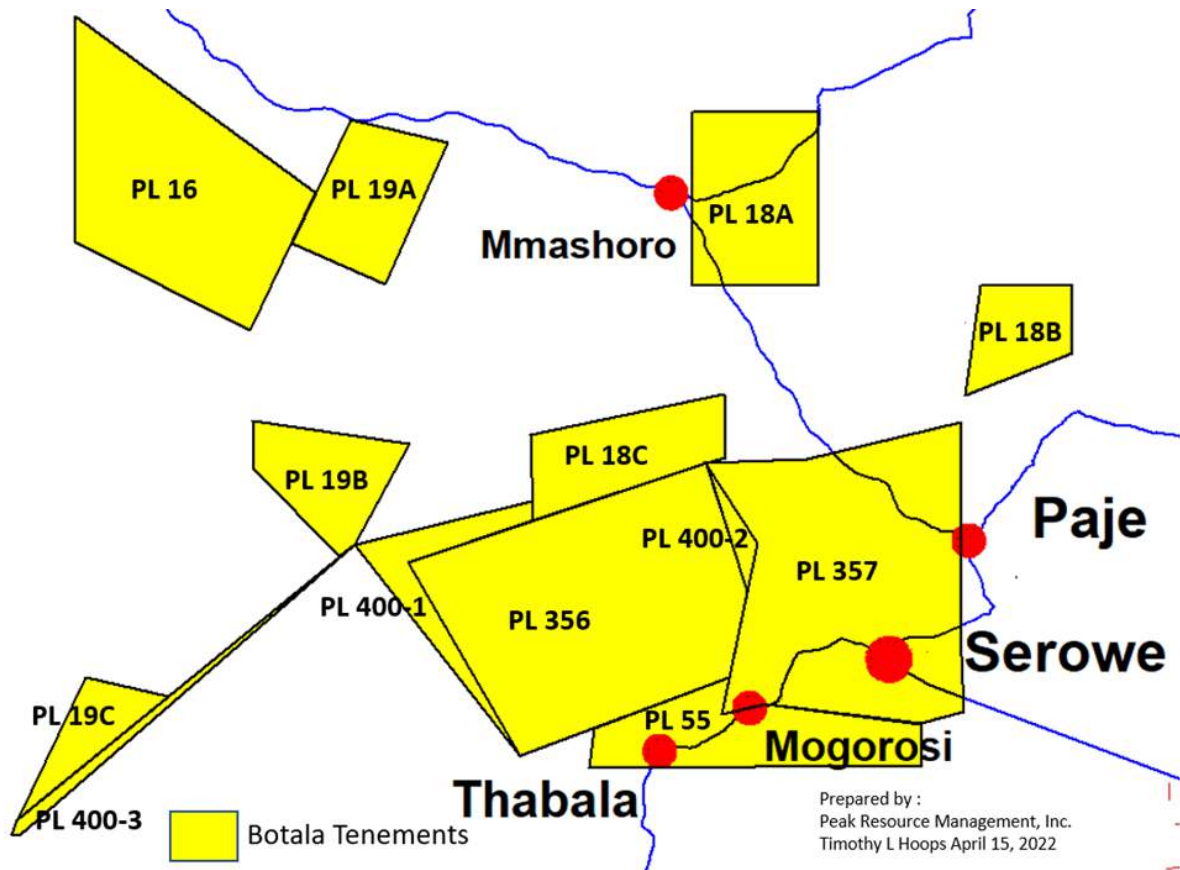 PL 16
PL 19A
PL 18A
Mmashoro
PL 18B
PL 18C
PL 19B
Paje
PL 400-2
PL 357
PL 400-1
PL 356
Serowe
PL 19C
PL 55
Mogorosi
Thabala
PL 400-3
Botala Tenements
Prepared by :
Peak Resource Management, Inc.
Timothy L Hoops April 15, 2022